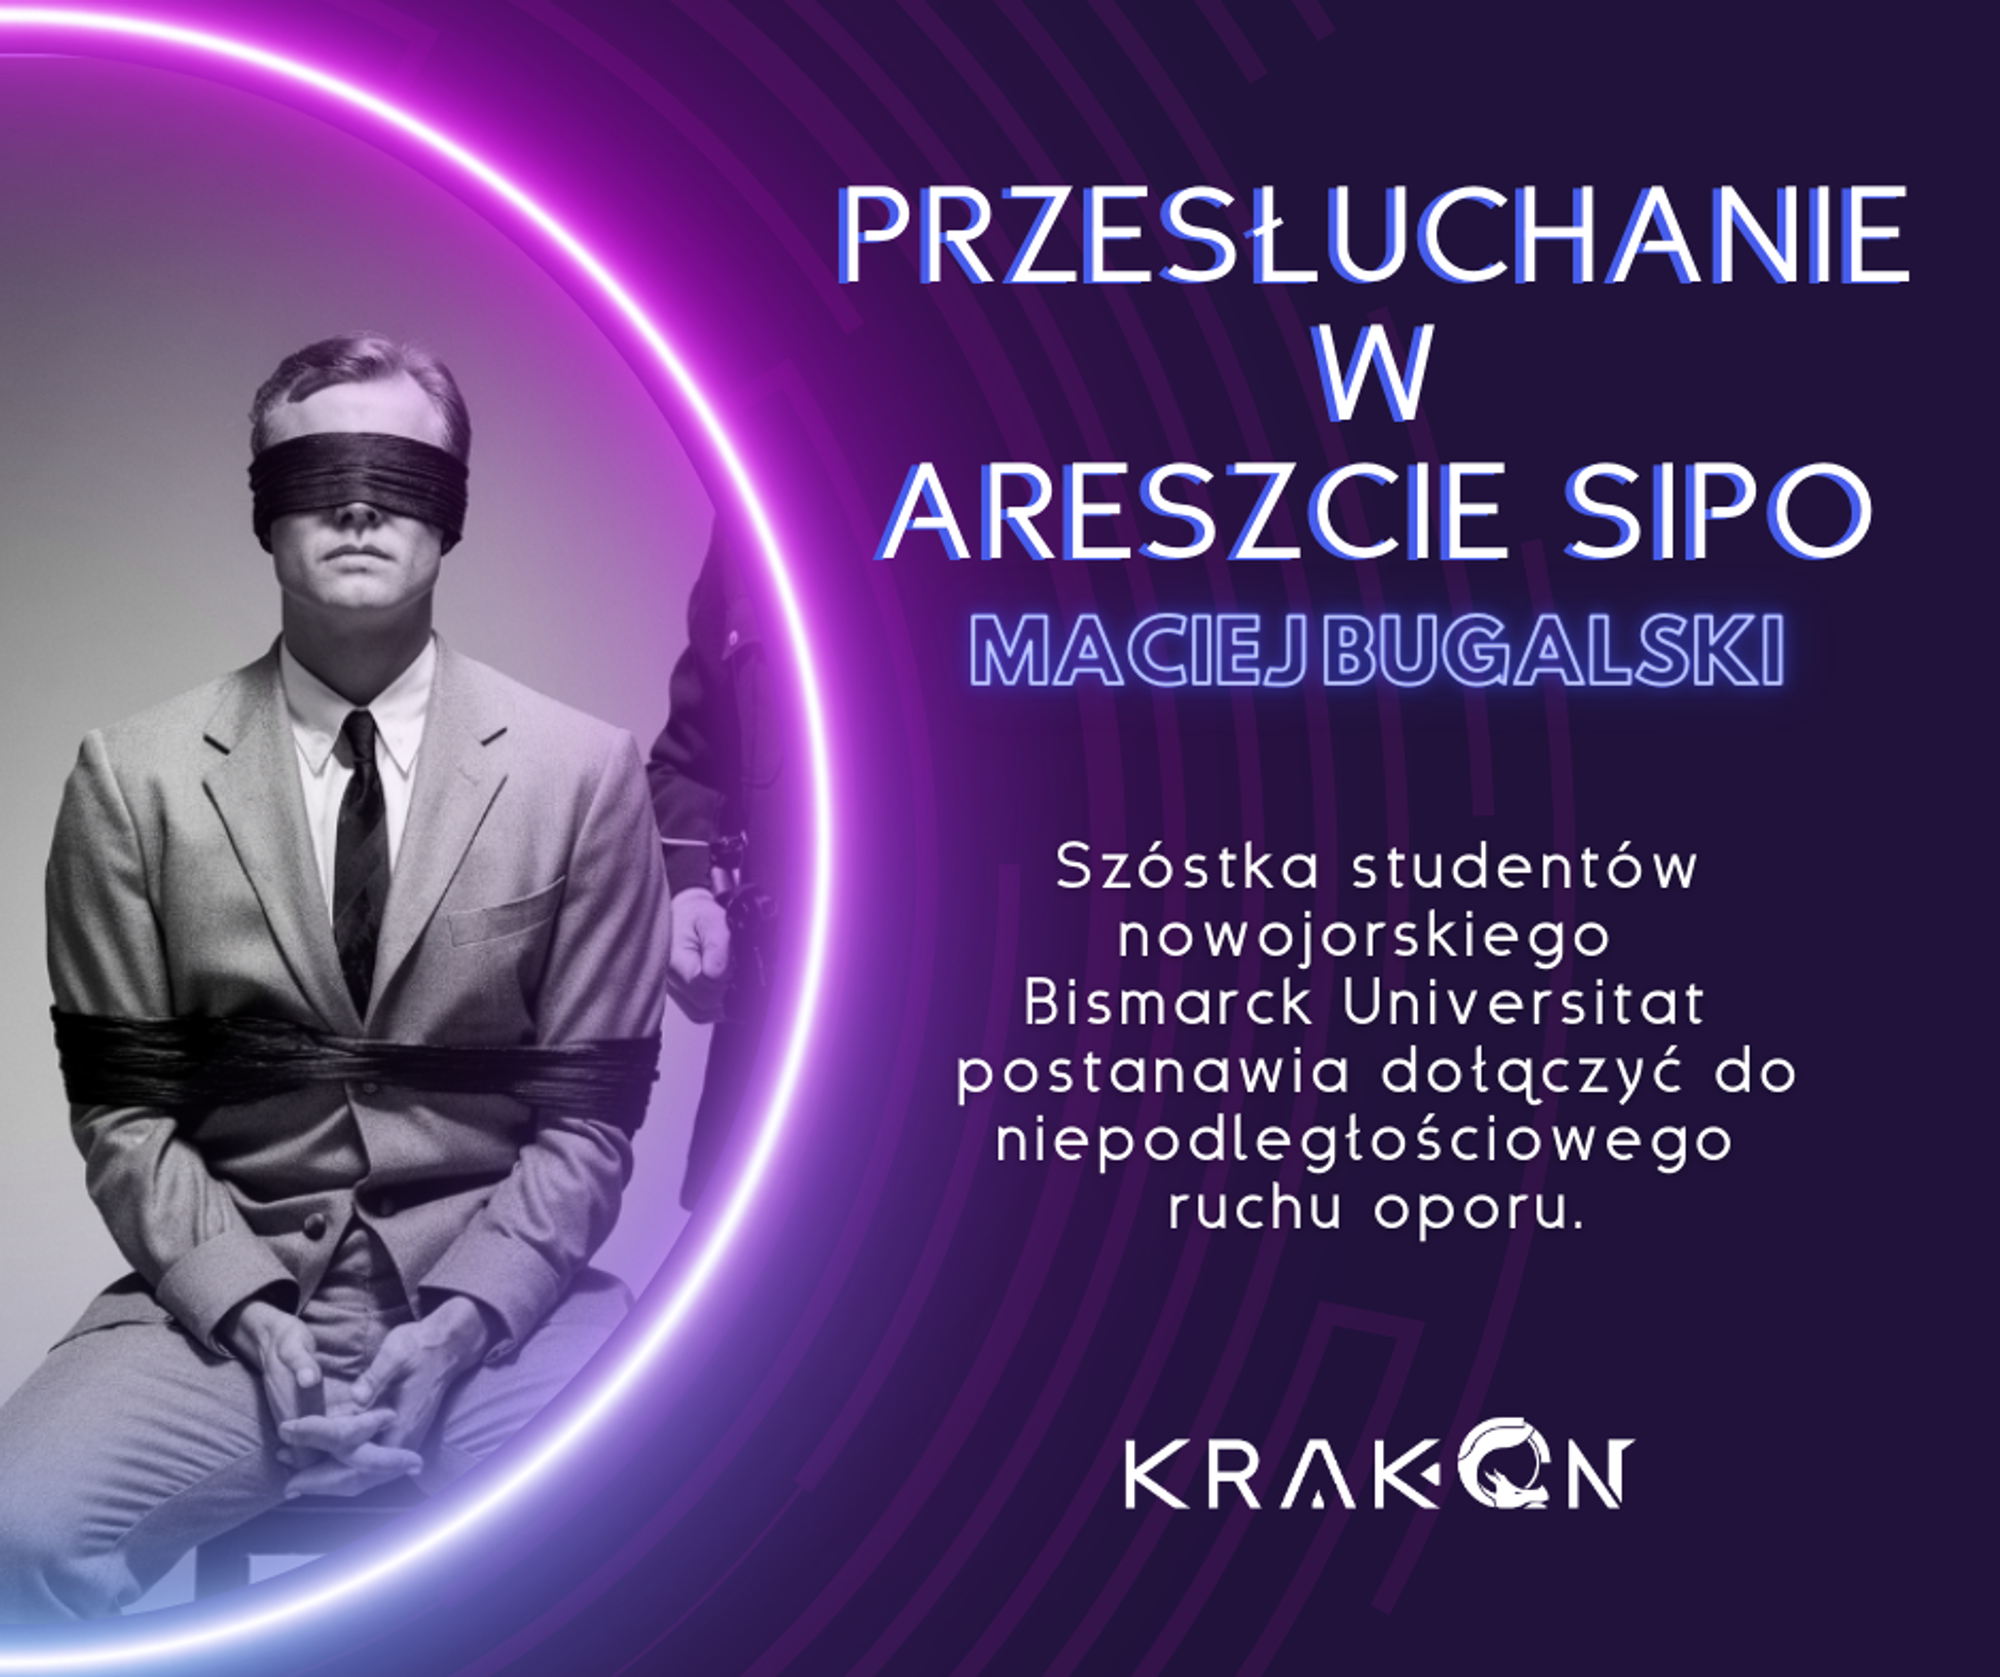 PRZESŁUCHANIE
W
ARESZCIE SIPO
MACIEJ BUGALSKI
Szóstka studentów
nowojorskiego
Bismarck Universitat
postanawia dołączyć do
niepodległościowego
ruchu oporu.
KRAKON